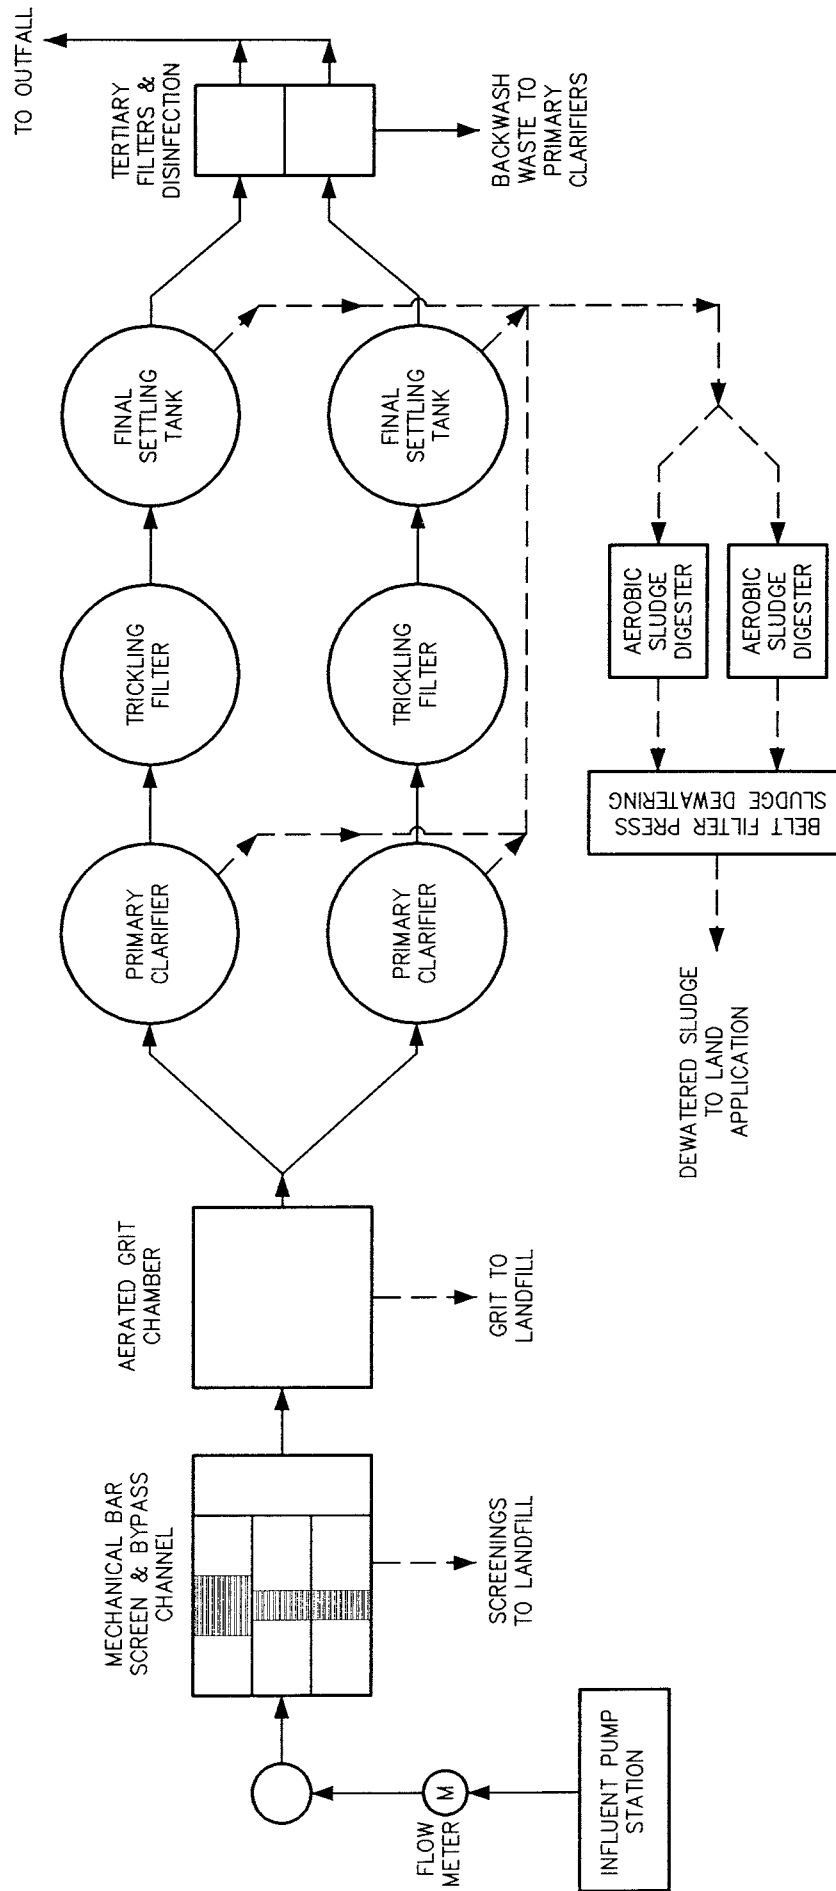 TO OUTFALL
TERTIARY
FILTERS &
DISINFECTION
BACKWASH
WASTE TO
PRIMARY
CLARIFIERS
FINAL
SETTLING
TANK
FINAL
SETTLING
TANK
TRICKLING
FILTER
TRICKLING
FILTER
PRIMARY
CLARIFIER
PRIMARY
CLARIFIER
AEROBIC
SLUDGE
DIGESTER
AEROBIC
SLUDGE
DIGESTER
BELT FILTER PRESS
SLUDGE DEWATERING
DEWATERED SLUDGE
TO LAND
APPLICATION
AERATED GRIT
CHAMBER
GRIT TO
LANDFILL
MECHANICAL BAR
SCREEN & BYPASS
CHANNEL
SCREENINGS
TO LANDFILL
FLOW
METER
M
INFLUENT PUMP
STATION